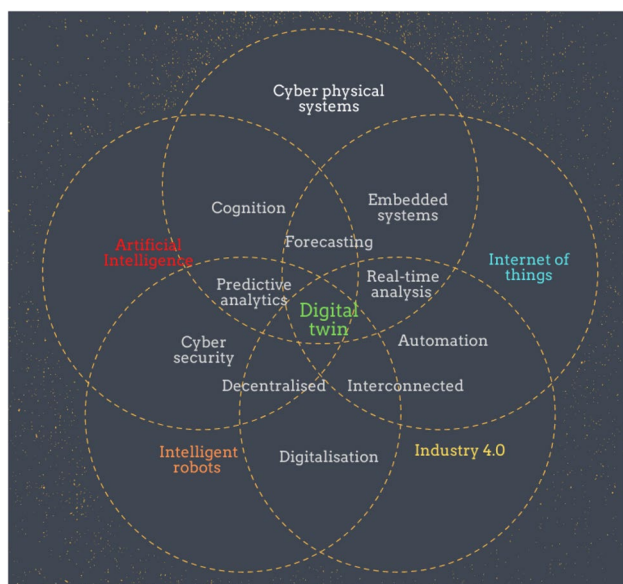 Cyber physical
systems
Cognition
Embedded
systems
Forecasting
Artificial
Intelligence
Internet of
things
Predictive
analytics
Real-time
analysis
Digital
twin
Cyber
security
Automation
Decentralised
Interconnected
Intelligent
robots
Digitalisation
Industry 4.0